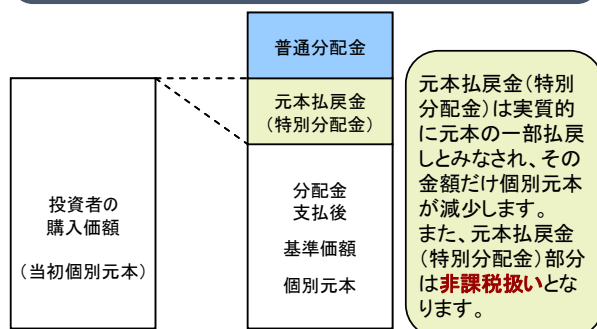 普通分配金
元本払戻金
(特別分配金)
投資者の
購入価額
(当初個別元本)
分配金
支払後
基準価額
個別元本
元本払戻金(特別
分配金)は実質的
に元本の一部払戻
しとみなされ、その
金額だけ個別元本
が減少します。
また、元本払戻金
(特別分配金)部分
は非課税扱いとな
ります。